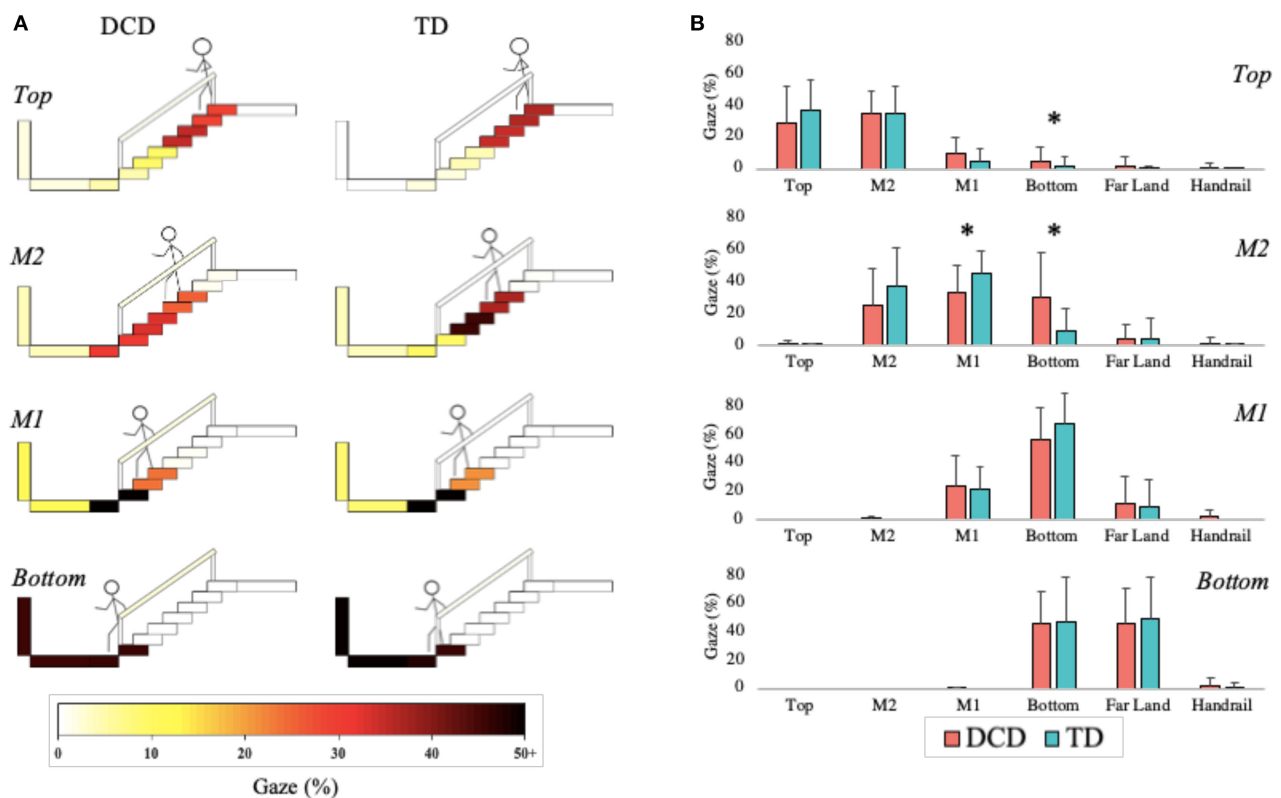 A
DCD
TD
Top
M2
M1
Bottom
0 10 20 30 40 50+
Gaze (%)
B
80
60
40
20
0
Gaze (%)
Top
*
Top M2 M1 Bottom Far Land Handrail
80
60
40
20
0
Gaze (%)
M2
* *
Top M2 M1 Bottom Far Land Handrail
80
60
40
20
0
Gaze (%)
M1
Top M2 M1 Bottom Far Land Handrail
80
60
40
20
0
Gaze (%)
Bottom
Top M2 M1 Bottom Far Land Handrail
DCD TD